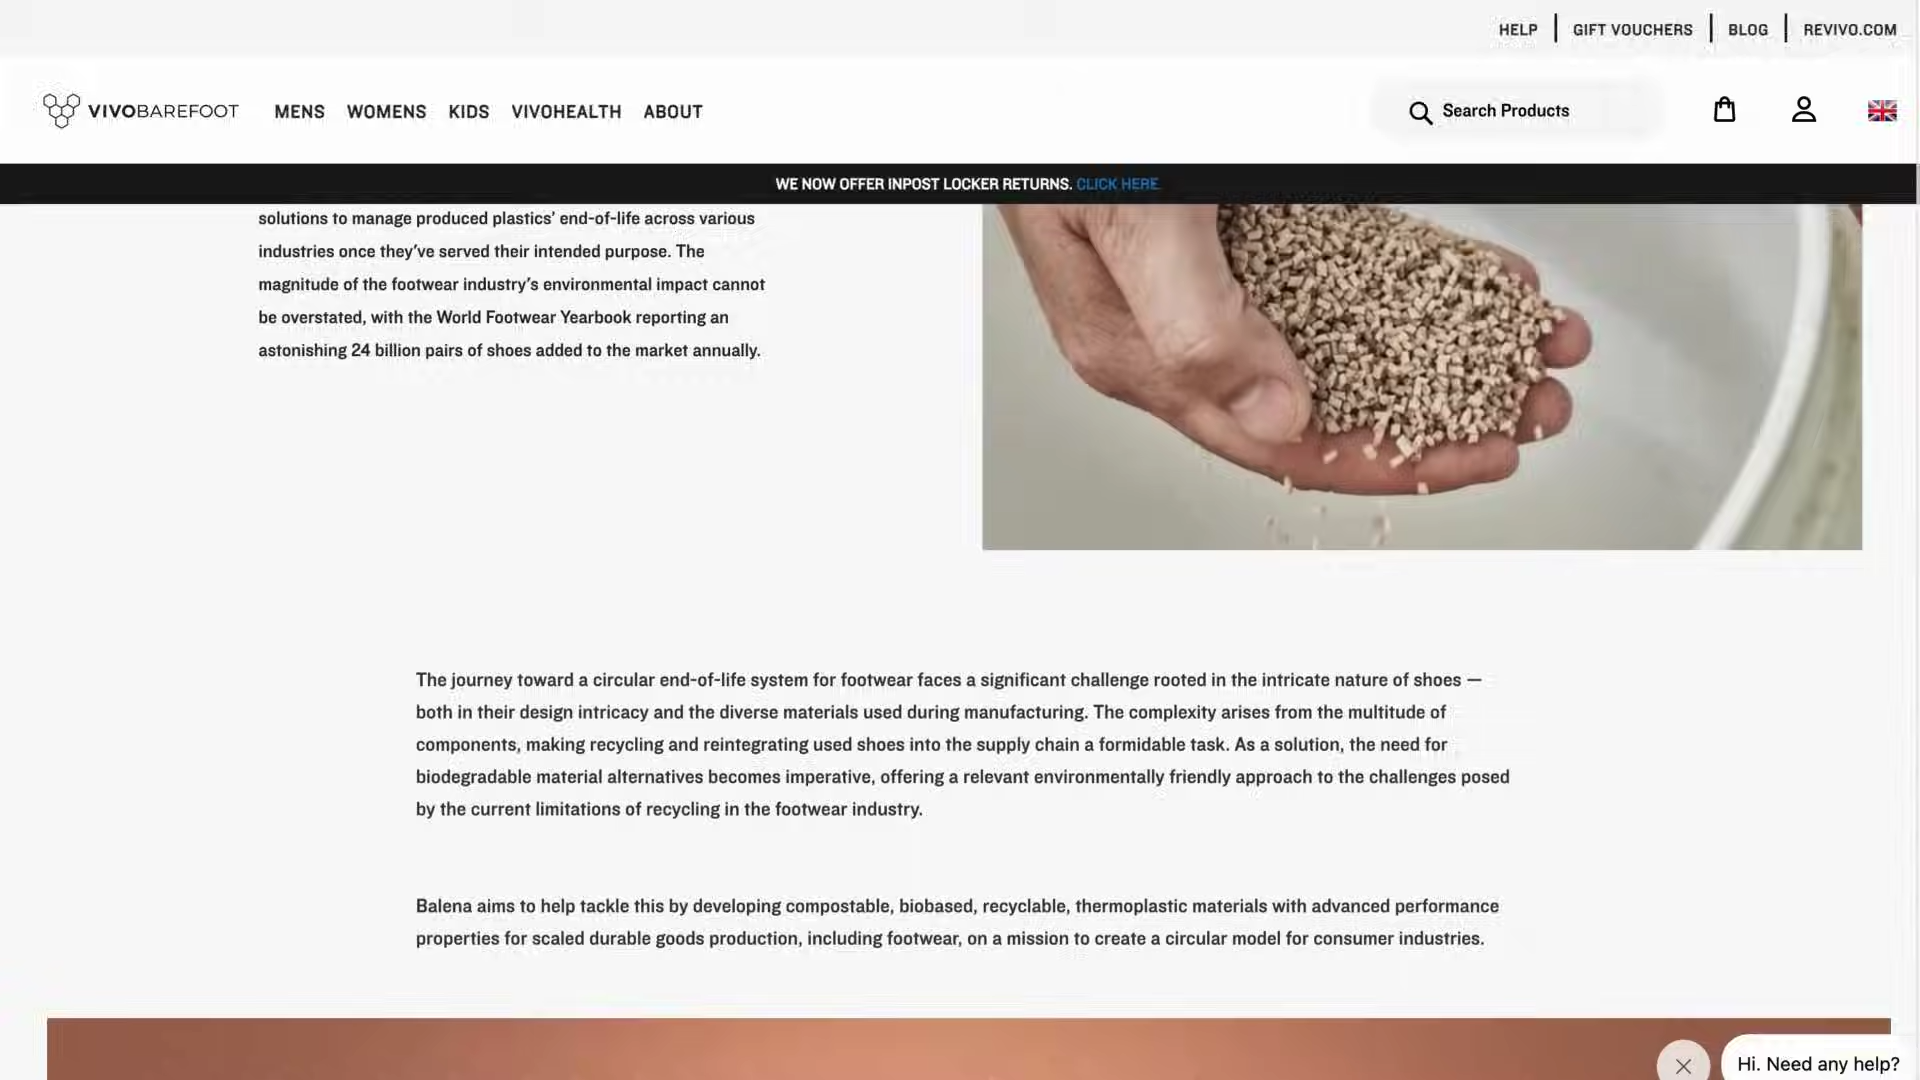 HELP
GIFT VOUCHERS
BLOG
REVIVO.COM
VIVOBAREFOOT
MENS
WOMENS
KIDS
VIVOHEALTH
ABOUT
Search Products
WE NOW OFFER INPOST LOCKER RETURNS. CLICK HERE.
solutions to manage produced plastics’ end-of-life across various
industries once they’ve served their intended purpose. The
magnitude of the footwear industry’s environmental impact cannot
be overstated, with the World Footwear Yearbook reporting an
astonishing 24 billion pairs of shoes added to the market annually.
The journey toward a circular end-of-life system for footwear faces a significant challenge rooted in the intricate nature of shoes —
both in their design intricacy and the diverse materials used during manufacturing. The complexity arises from the multitude of
components, making recycling and reintegrating used shoes into the supply chain a formidable task. As a solution, the need for
biodegradable material alternatives becomes imperative, offering a relevant environmentally friendly approach to the challenges posed
by the current limitations of recycling in the footwear industry.
Balena aims to help tackle this by developing compostable, biobased, recyclable, thermoplastic materials with advanced performance
properties for scaled durable goods production, including footwear, on a mission to create a circular model for consumer industries.
Hi. Need any help?